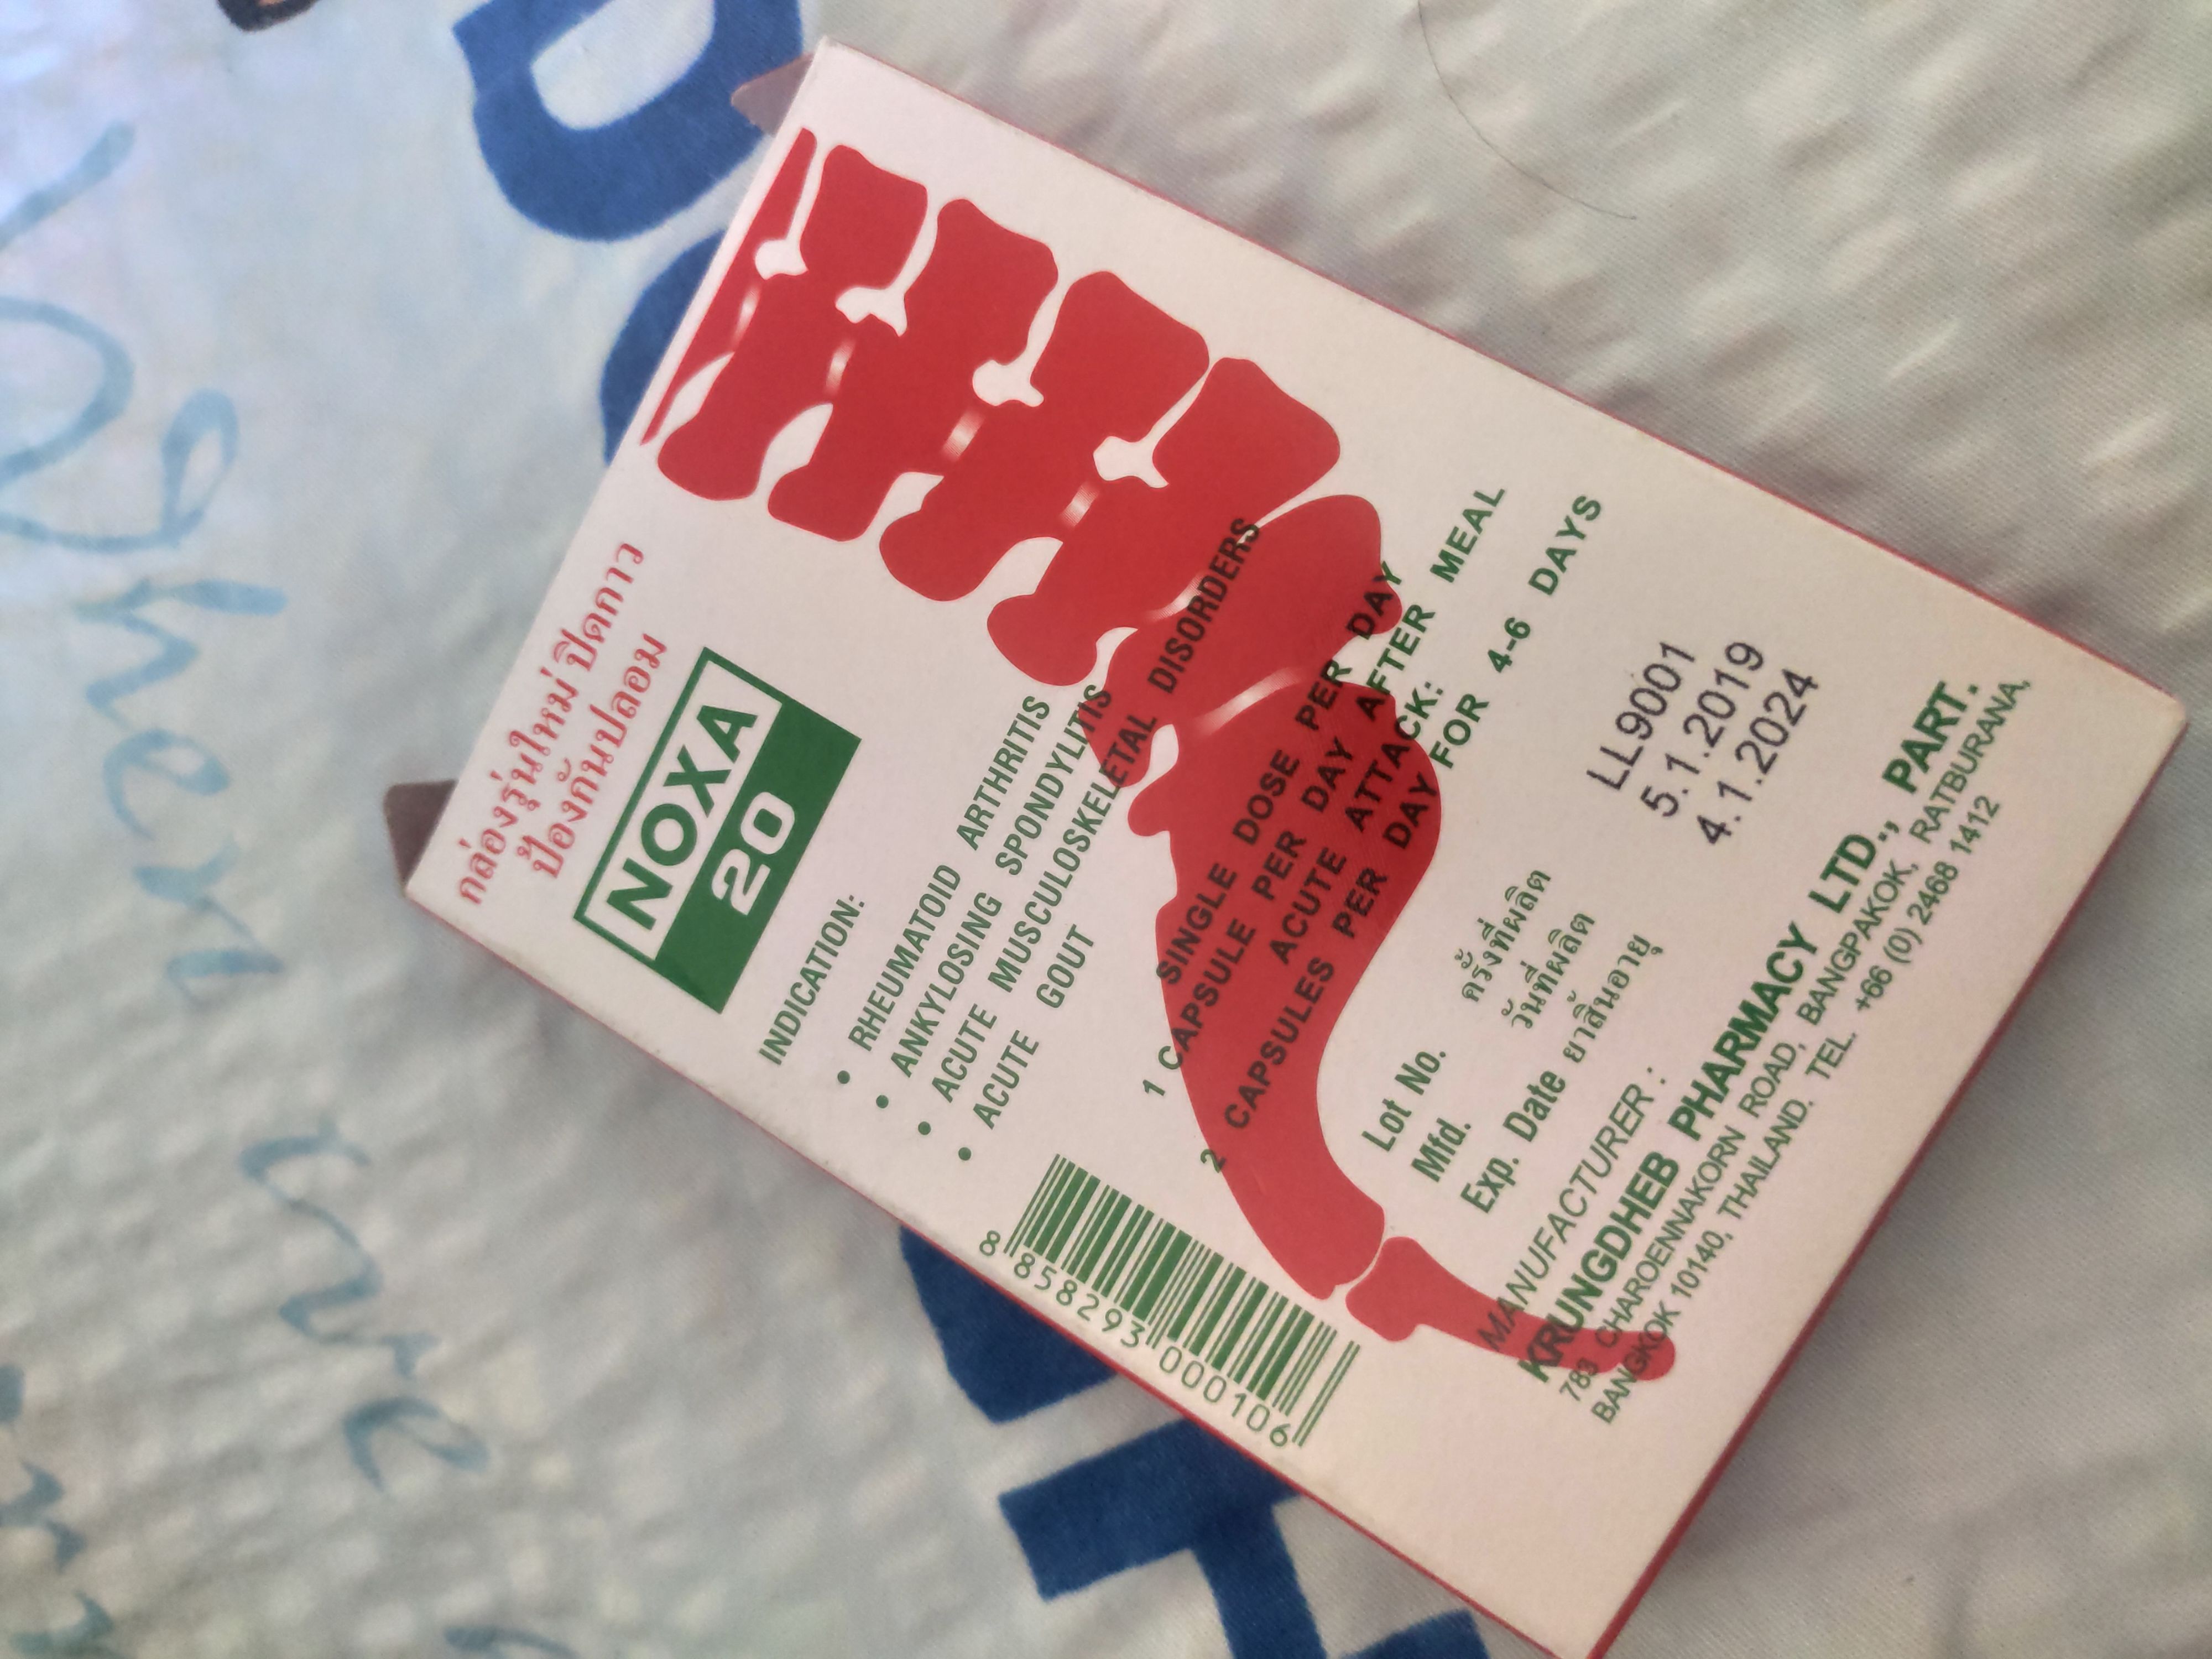 กล่องรุ่นใหม่ ปิดกาว
ป้องกันปลอม
NOXA
20
INDICATION:
• RHEUMATOID ARTHRITIS
• ANKYLOSING SPONDYLITIS
• ACUTE MUSCULOSKELETAL DISORDERS
• ACUTE GOUT
SINGLE DOSE PER DAY
1 CAPSULE PER DAY AFTER MEAL
ACUTE ATTACK:
2 CAPSULES PER DAY FOR 4-6 DAYS
8 858293 000106
Lot No. ครั้งที่ผลิต LL9001
Mfd. วันที่ผลิต 5.1.2019
Exp. Date ยาสิ้นอายุ 4.1.2024
MANUFACTURER :
KRUNGDHEB PHARMACY LTD., PART.
783 CHAROENNAKORN ROAD, BANGPAKOK, RATBURANA,
BANGKOK 10140, THAILAND. TEL. +66 (0) 2468 1412
when
we